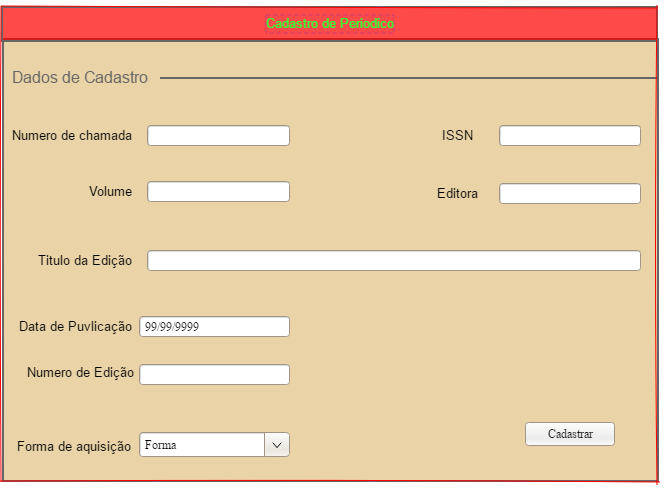 Cadastro de Periodico
Dados de Cadastro
Numero de chamada
ISSN
Volume
Editora
Titulo da Edição
Data de Puvlicação 99/99/9999
Numero de Edição
Forma de aquisição Forma
Cadastrar